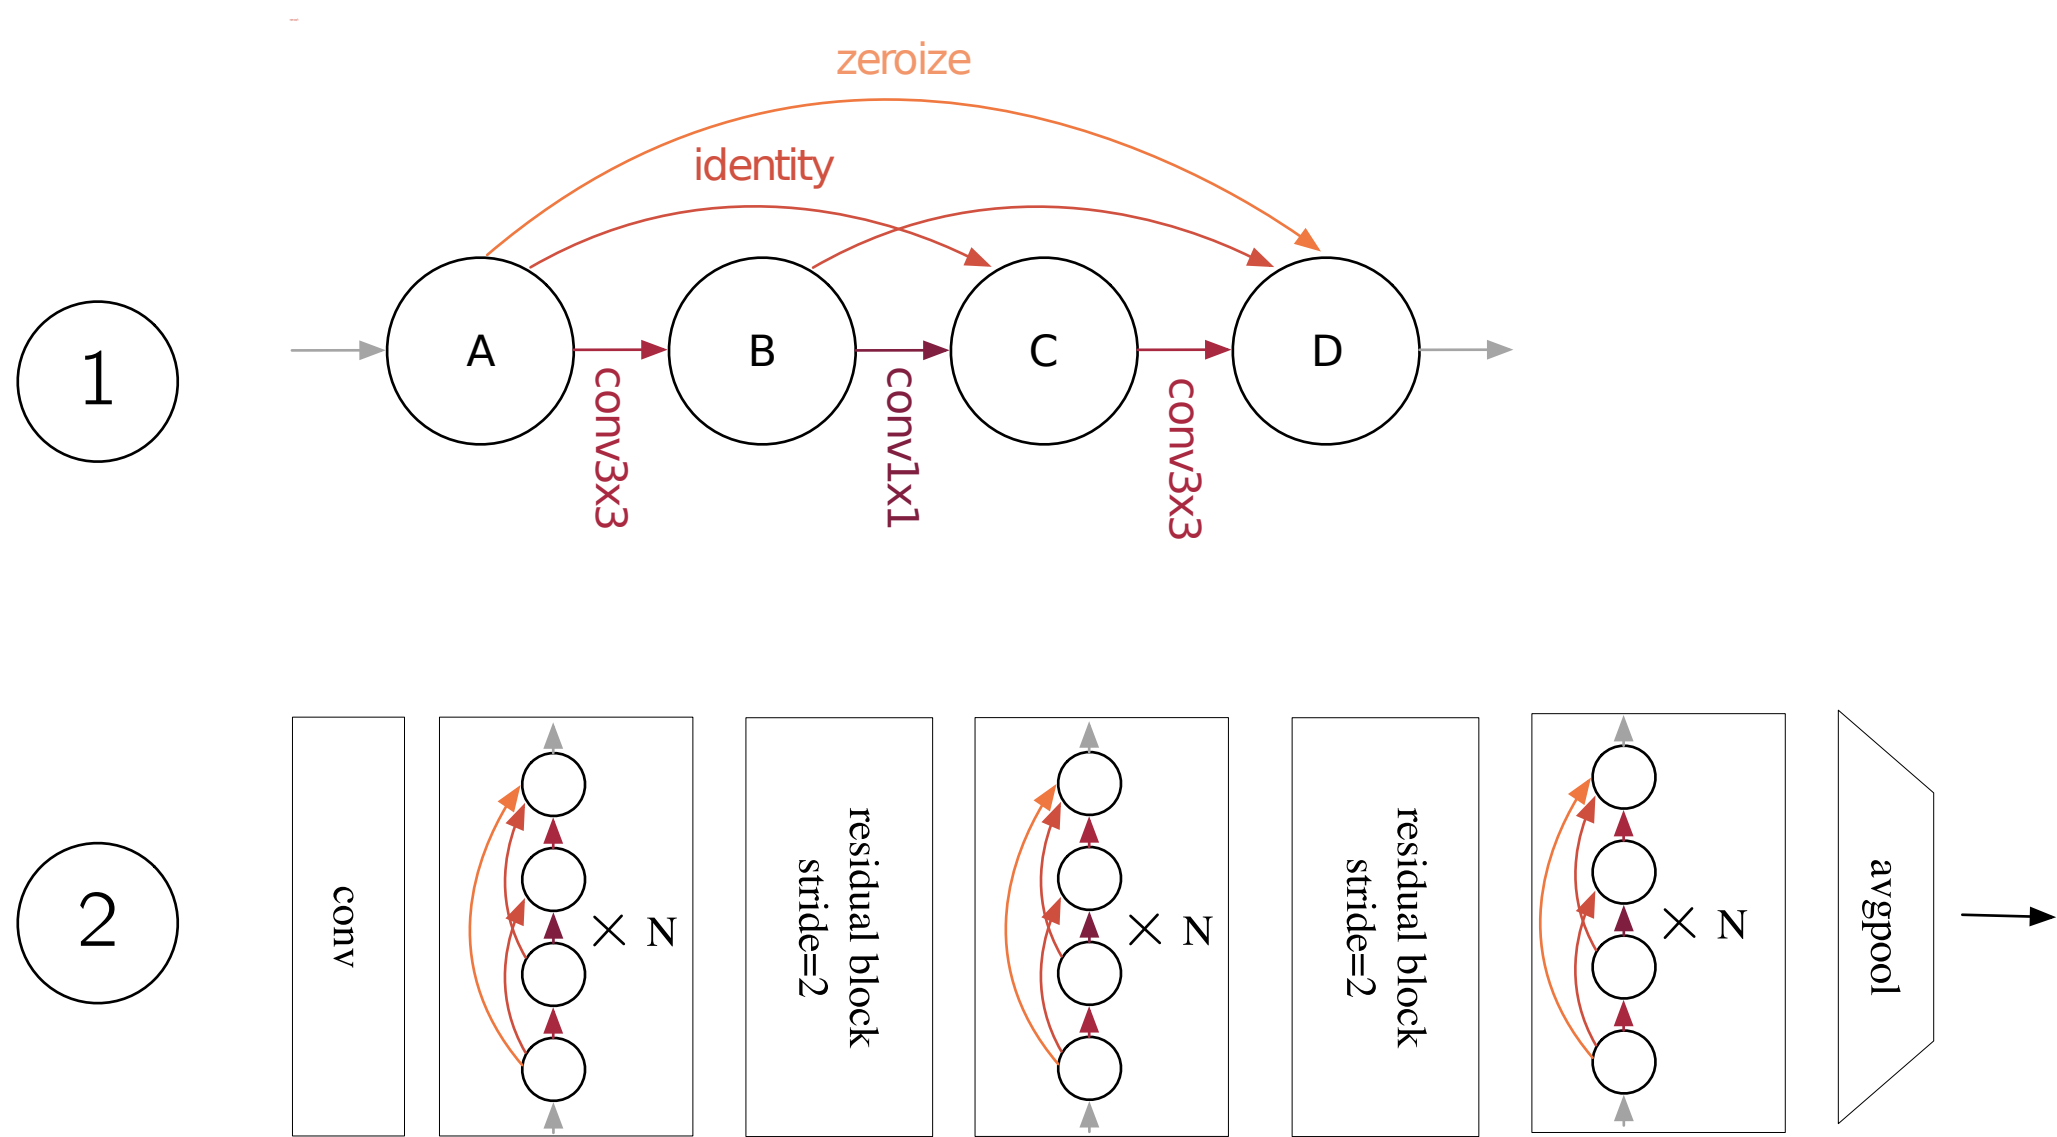 zeroize
identity
1
A
B
C
D
conv3x3
conv1x1
conv3x3
2
conv
× N
residual block
stride=2
× N
residual block
stride=2
× N
avgpool